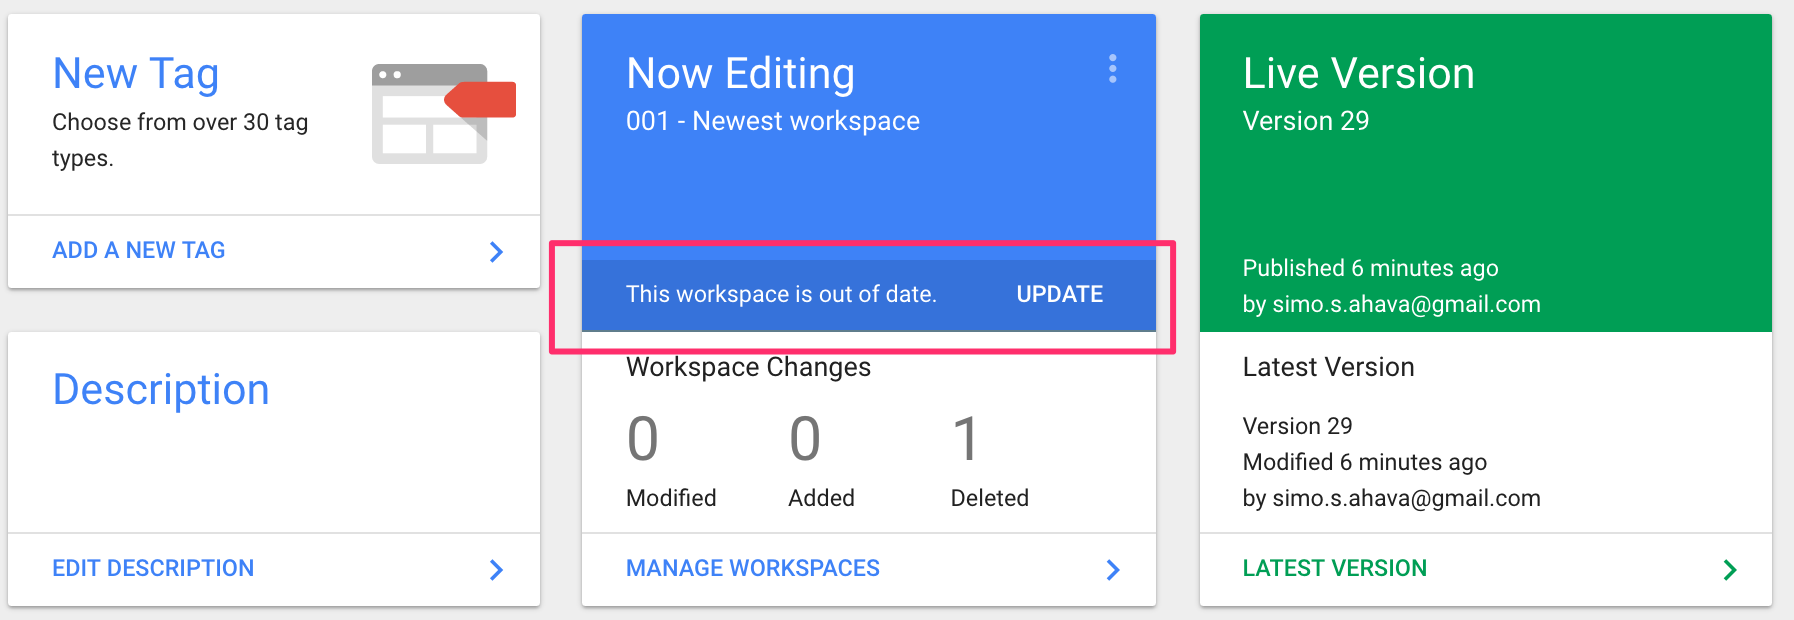 New Tag
Choose from over 30 tag
types.
ADD A NEW TAG
Description
EDIT DESCRIPTION
Now Editing
001 - Newest workspace
This workspace is out of date. UPDATE
Workspace Changes
0 0 1
Modified Added Deleted
MANAGE WORKSPACES
Live Version
Version 29
Published 6 minutes ago
by simo.s.ahava@gmail.com
Latest Version
Version 29
Modified 6 minutes ago
by simo.s.ahava@gmail.com
LATEST VERSION